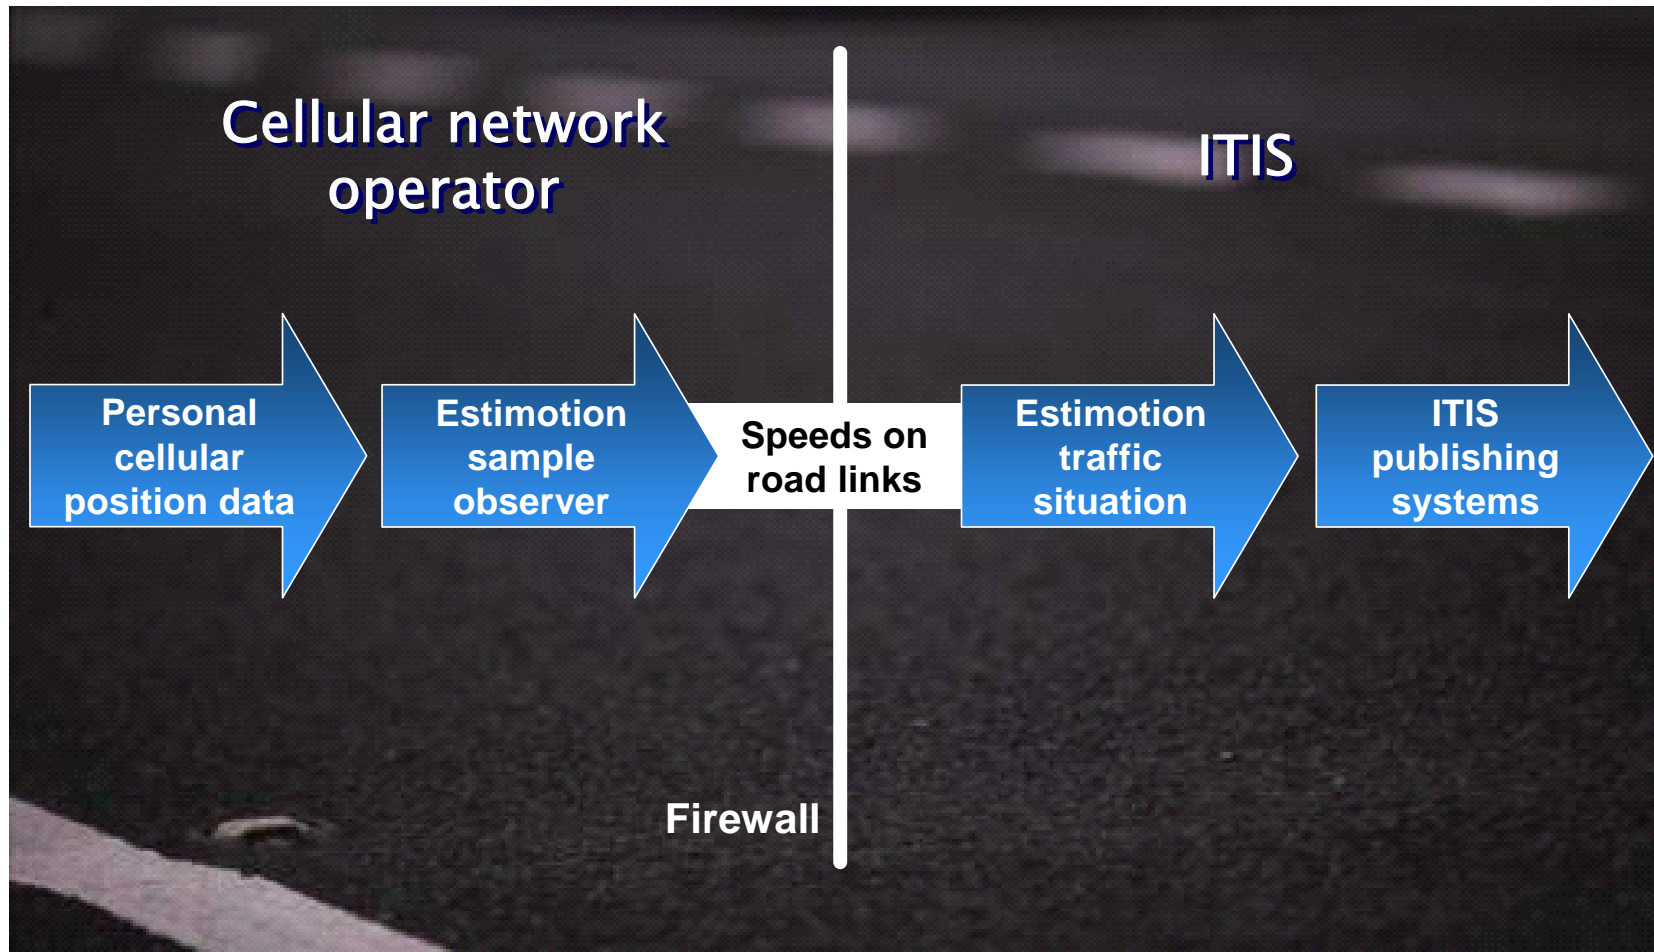 Cellular network
operator
ITIS
Personal
cellular
position data
Estimotion
sample
observer
Speeds on
road links
Estimotion
traffic
situation
ITIS
publishing
systems
Firewall